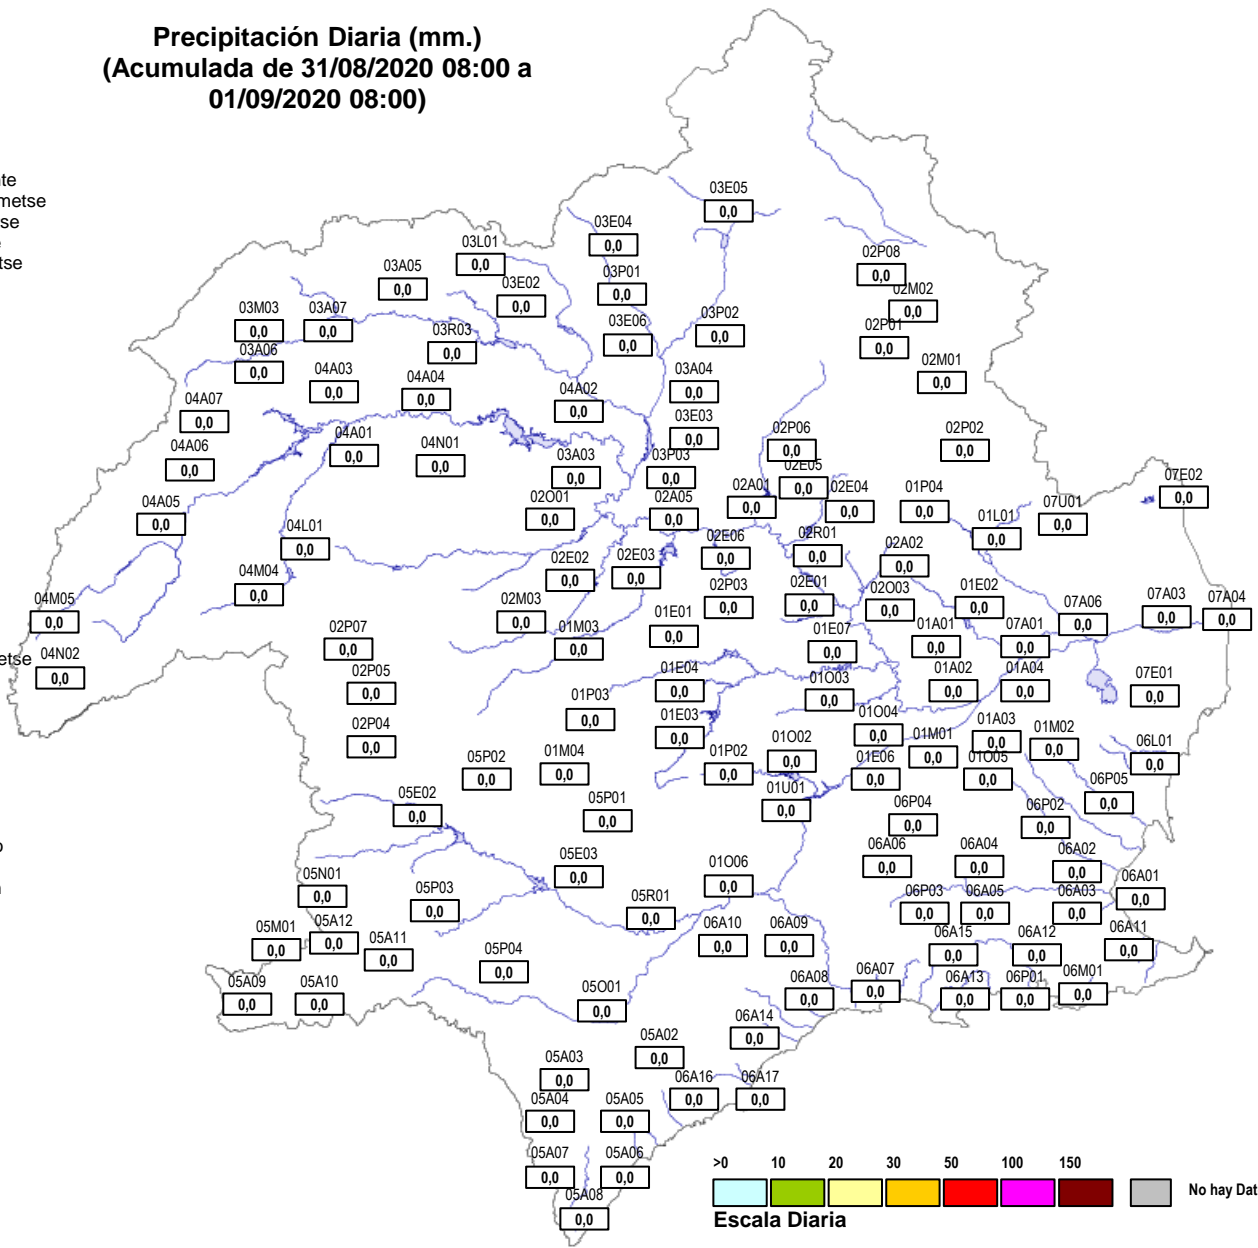 Precipitación Diaria (mm.)
(Acumulada de 31/08/2020 08:00 a
01/09/2020 08:00)
te
metse
se
tse
etse
03E05
0,0
03E04
0,0
03L01
0,0
02P08
0,0
03A05
0,0
03P01
0,0
03E02
0,0
02M02
0,0
03M03
0,0
03A07
0,0
03P02
0,0
03E06
0,0
03R03
0,0
02P01
0,0
03A06
0,0
02M01
0,0
04A03
0,0
04A04
0,0
03A04
0,0
04A02
0,0
04A07
0,0
03E03
0,0
04A01
0,0
02P06
0,0
02P02
0,0
04A06
0,0
04N01
0,0
03A03
0,0
03P03
0,0
02E05
0,0
07E02
0,0
02A01
0,0
02E04
0,0
01P04
0,0
04A05
0,0
02O01
0,0
02A05
0,0
07U01
0,0
01L01
0,0
04L01
0,0
02E06
0,0
02R01
0,0
02A02
0,0
02E02
0,0
02E03
0,0
04M04
0,0
02P03
0,0
02E01
0,0
02O03
0,0
01E02
0,0
07A03
0,0
07A04
0,0
04M05
0,0
02M03
0,0
07A06
0,0
01E01
0,0
02P07
0,0
01M03
0,0
01E07
0,0
01A01
0,0
07A01
0,0
04N02
0,0
02P05
0,0
01E04
0,0
01O03
0,0
01A02
0,0
01A04
0,0
07E01
0,0
01P03
0,0
02P04
0,0
01E03
0,0
01O04
0,0
01A03
0,0
01M02
0,0
05P02
0,0
01M04
0,0
01P02
0,0
01O02
0,0
01M01
0,0
01E06
0,0
01O05
0,0
06L01
0,0
05E02
0,0
05P01
0,0
01U01
0,0
06P05
0,0
06P04
0,0
06P02
0,0
05E03
0,0
06A06
0,0
06A04
0,0
06A02
0,0
05N01
0,0
05P03
0,0
01O06
0,0
06A01
0,0
05R01
0,0
06P03
0,0
06A05
0,0
06A03
0,0
05M01
0,0
05A12
0,0
05A11
0,0
06A10
0,0
06A09
0,0
06A15
0,0
06A12
0,0
06A11
0,0
05P04
0,0
05A09
0,0
05A10
0,0
05O01
0,0
06A08
0,0
06A07
0,0
06A13
0,0
06P01
0,0
06M01
0,0
06A14
0,0
05A02
0,0
05A03
0,0
06A16
0,0
06A17
0,0
05A04
0,0
05A05
0,0
05A07
0,0
05A06
0,0
05A08
0,0
>0 10 20 30 50 100 150
No hay Dat
Escala Diaria